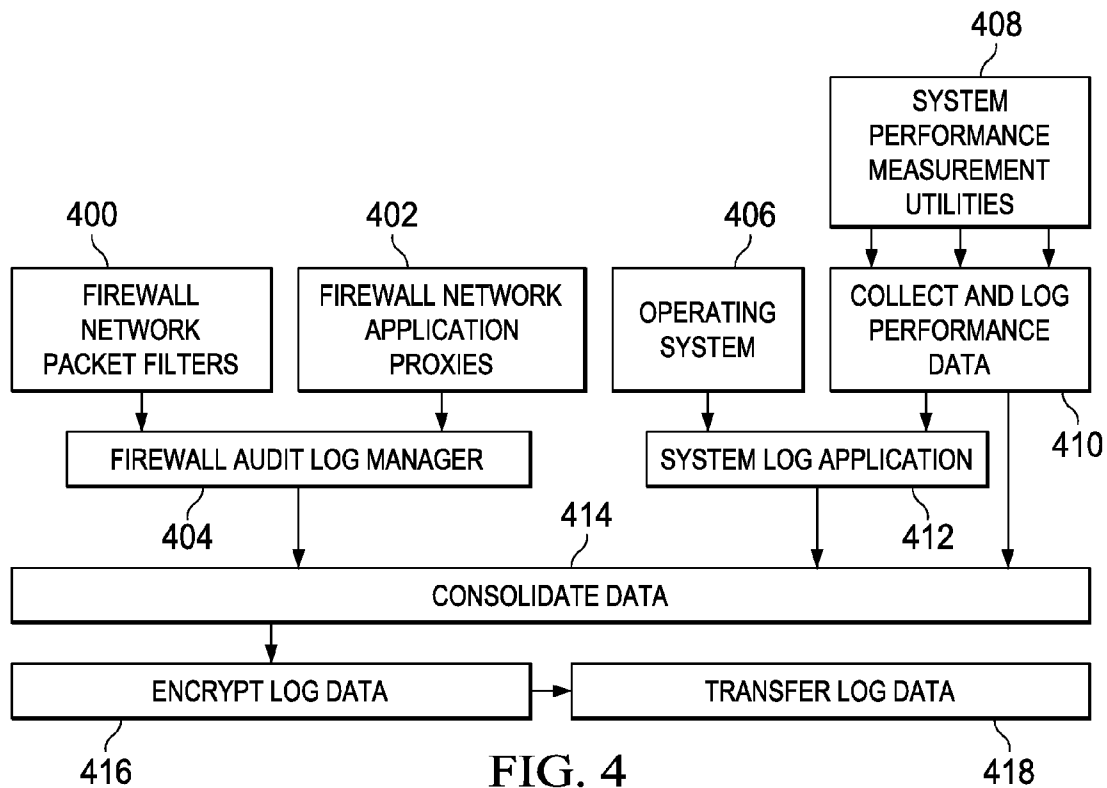 408
SYSTEM
PERFORMANCE
MEASUREMENT
UTILITIES
400
402
406
FIREWALL
NETWORK
PACKET FILTERS
FIREWALL NETWORK
APPLICATION
PROXIES
OPERATING
SYSTEM
COLLECT AND LOG
PERFORMANCE
DATA
410
FIREWALL AUDIT LOG MANAGER
SYSTEM LOG APPLICATION
404
414
412
CONSOLIDATE DATA
ENCRYPT LOG DATA
TRANSFER LOG DATA
416
FIG. 4
418